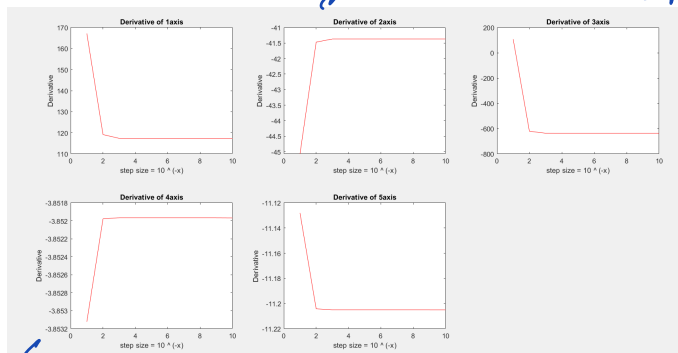 Derivative of 1axis
170
160
150
140
130
120
110
Derivative
0 2 4 6 8 10
step size = 10 ^ (-x)
Derivative of 2axis
-41
-41.5
-42
-42.5
-43
-43.5
-44
-44.5
-45
Derivative
0 2 4 6 8 10
step size = 10 ^ (-x)
Derivative of 3axis
200
0
-200
-400
-600
-800
Derivative
0 2 4 6 8 10
step size = 10 ^ (-x)
Derivative of 4axis
-3.8518
-3.852
-3.8522
-3.8524
-3.8526
-3.8528
-3.853
-3.8532
Derivative
0 2 4 6 8 10
step size = 10 ^ (-x)
Derivative of 5axis
-11.12
-11.14
-11.16
-11.18
-11.2
-11.22
Derivative
0 2 4 6 8 10
step size = 10 ^ (-x)